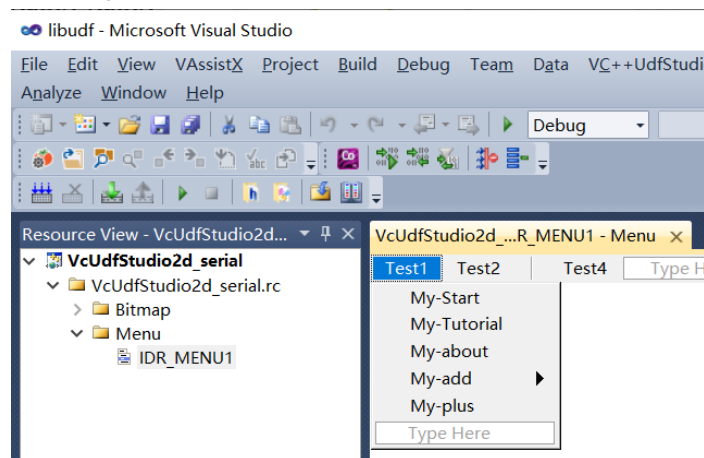 libudf - Microsoft Visual Studio
File Edit View VAssistX Project Build Debug Team Data VC++UdfStudi
Analyze Window Help
Debug
Resource View - VcUdfStudio2d...
VcUdfStudio2d_...R_MENU1 - Menu
VcUdfStudio2d_serial
Test1 Test2 Test4 Type H
VcUdfStudio2d_serial.rc
My-Start
Bitmap
My-Tutorial
Menu
My-about
IDR_MENU1
My-add
My-plus
Type Here